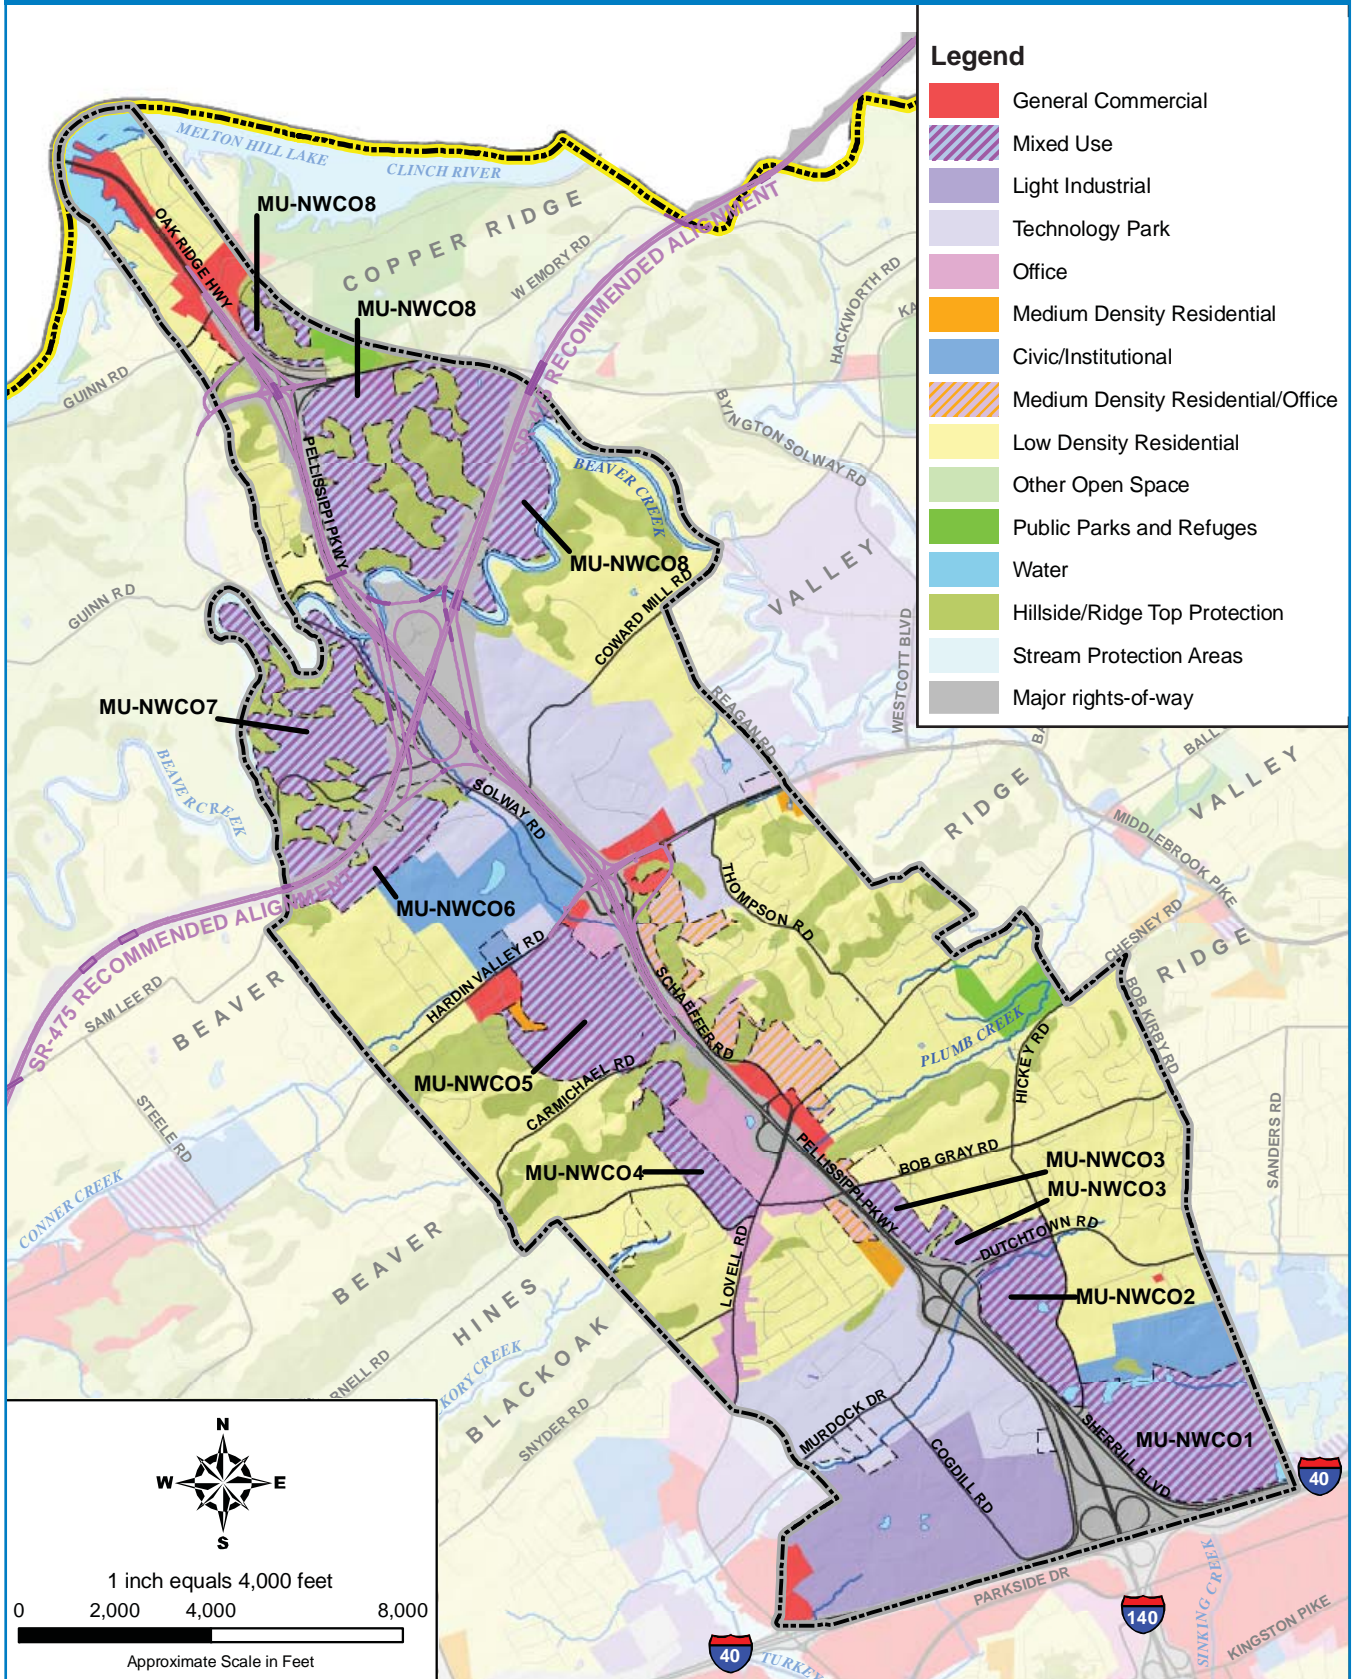 Legend
General Commercial
Mixed Use
Light Industrial
Technology Park
Office
Medium Density Residential
Civic/Institutional
Medium Density Residential/Office
Low Density Residential
Other Open Space
Public Parks and Refuges
Water
Hillside/Ridge Top Protection
Stream Protection Areas
Major rights-of-way
MELTON HILL LAKE
CLINCH RIVER
MU-NWCO8
OAK RIDGE HWY
COPPER RIDGE
W EMORY RD
RECOMMENDED ALIGNMENT
HACKWORTH RD
MU-NWCO8
GUINN RD
BYINGTON SOLWAY RD
PELLISSIPPI PKWY
BEAVER CREEK
MU-NWCO8
VALLEY
GUINN RD
COWARD MILL RD
WESTCOTT BLVD
REAGAN RD
MU-NWCO7
BEAVER CREEK
SOLWAY RD
RIDGE
VALLEY
MIDDLEBROOK PIKE
THOMPSON RD
MU-NWCO6
SR-475 RECOMMENDED ALIGNMENT
HARDIN VALLEY RD
CHESNEY RD
RIDGE
SAM LEE RD
BEAVER
SCHAEFFER RD
BOB KIRBY RD
PLUMB CREEK
HICKEY RD
MU-NWCO5
CARMICHAEL RD
STEELE RD
SANDERS RD
PELLISSIPPI PKWY
BOB GRAY RD
MU-NWCO3
MU-NWCO4
MU-NWCO3
CONNER CREEK
BEAVER
DUTCHTOWN RD
LOVELL RD
HINES
MU-NWCO2
BLACKOAK
KORY CREEK
RNELL RD
SNYDER RD
MURDOCK DR
COGDILL RD
SHERRILL BLVD
MU-NWCO1
40
N
W E
S
1 inch equals 4,000 feet
0 2,000 4,000 8,000
Approximate Scale in Feet
PARKSIDE DR
140
SINKING CREEK
KINGSTON PIKE
40
TURKEY